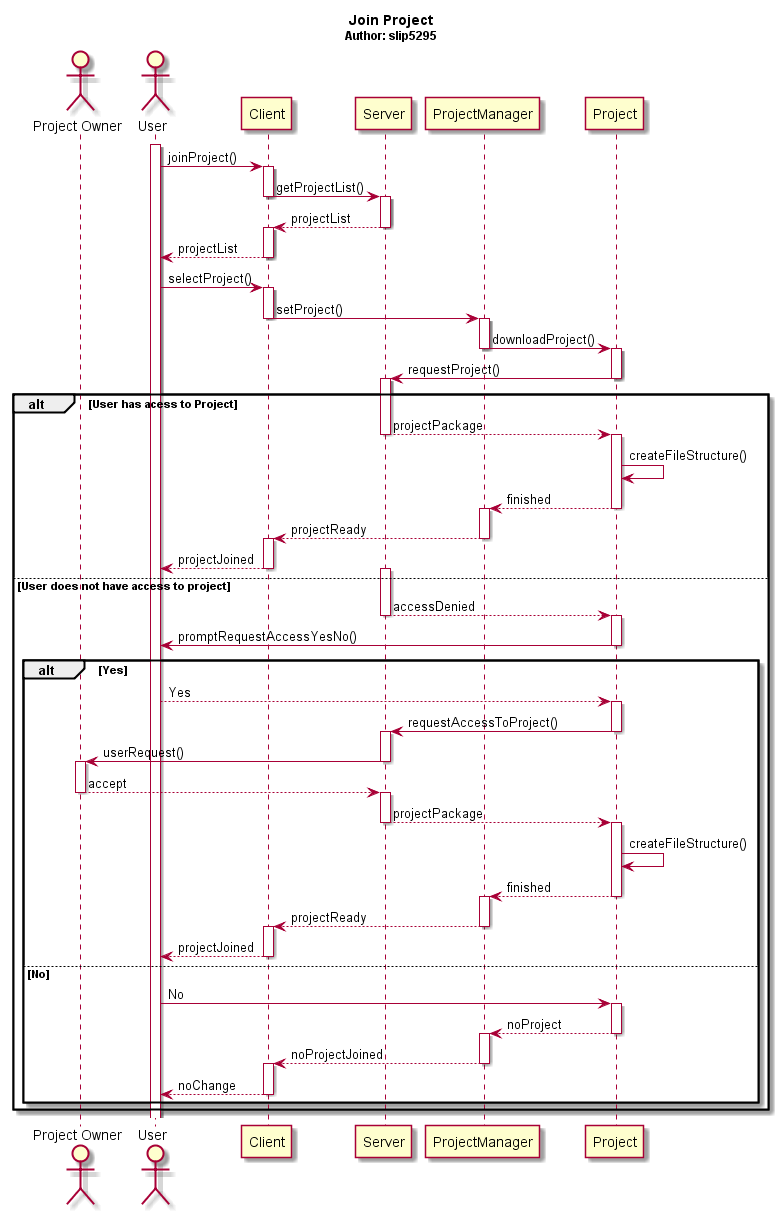 Join Project
Author: slip5295
Project Owner
User
Client
Server
ProjectManager
Project
joinProject()
getProjectList()
projectList
projectList
selectProject()
setProject()
downloadProject()
requestProject()
alt [User has acess to Project]
projectPackage
createFileStructure()
finished
projectReady
projectJoined
[User does not have access to project]
accessDenied
promptRequestAccessYesNo()
alt [Yes]
Yes
requestAccessToProject()
userRequest()
accept
projectPackage
createFileStructure()
finished
projectReady
projectJoined
[No]
No
noProject
noProjectJoined
noChange
Project Owner
User
Client
Server
ProjectManager
Project